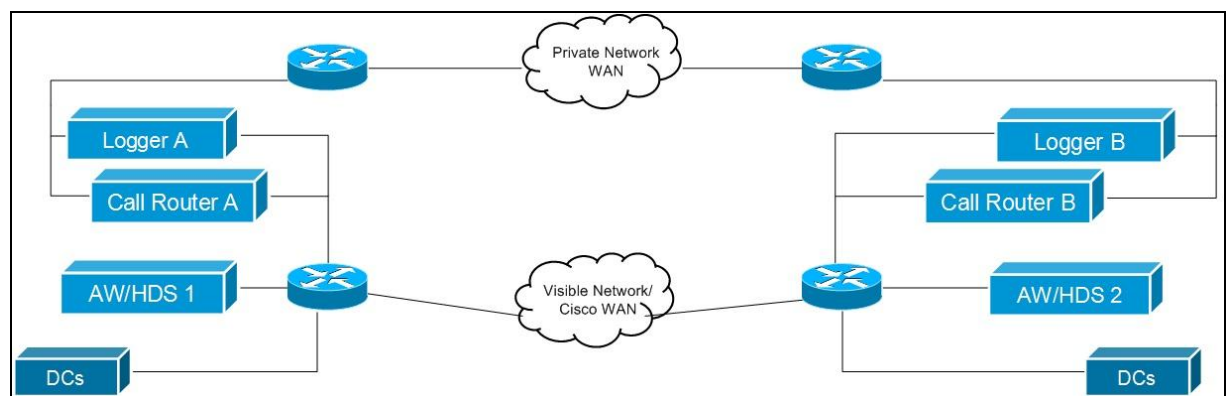 Private Network
WAN
Logger A
Logger B
Call Router A
Call Router B
AW/HDS 1
Visible Network/
Cisco WAN
AW/HDS 2
DCs
DCs